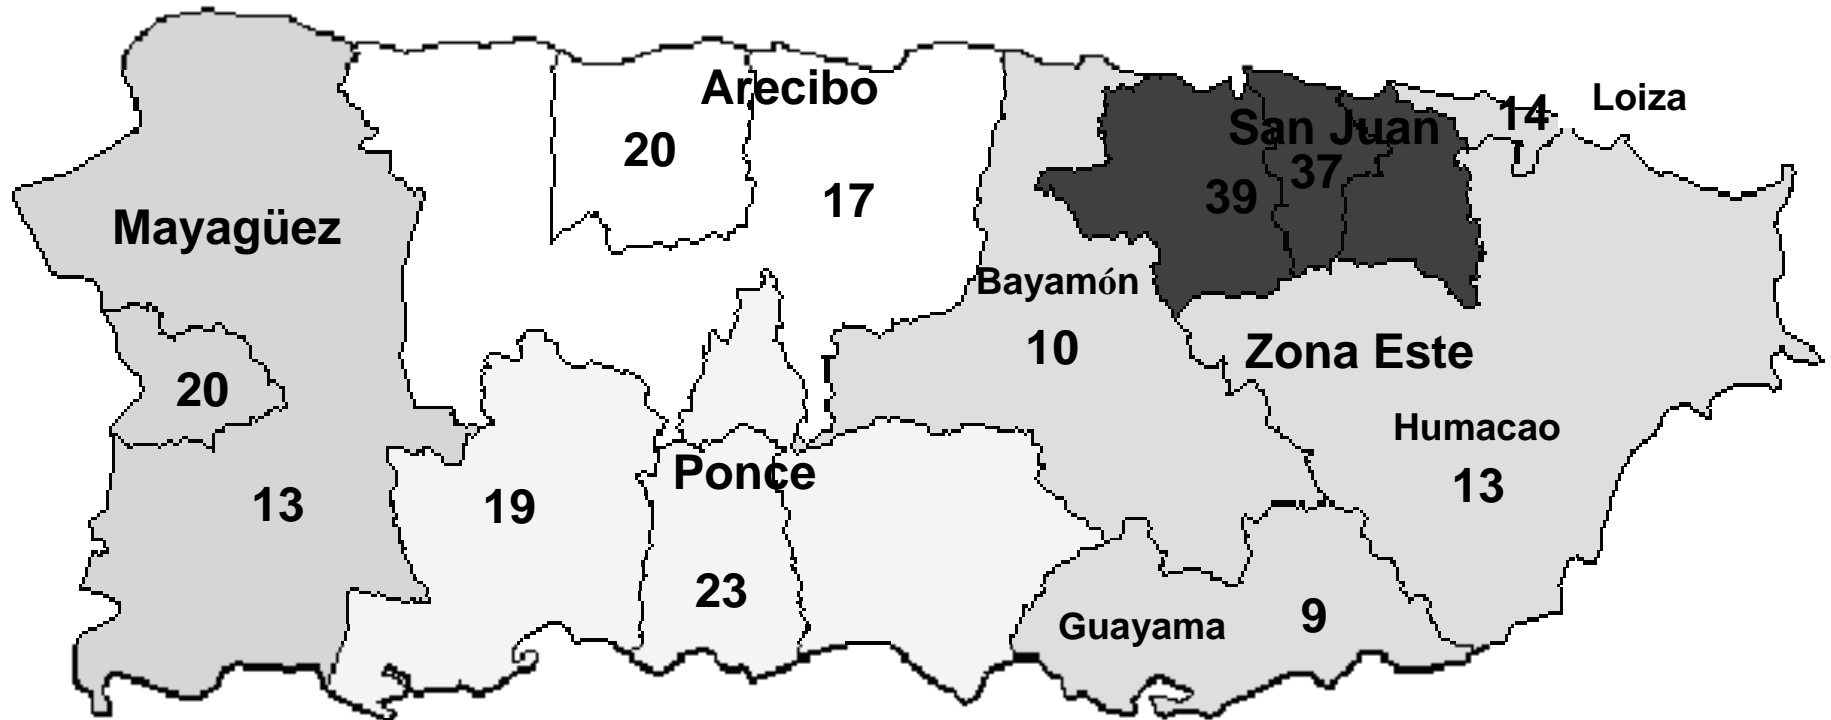 Arecibo
Loiza
14
San Juan
20
37
17
39
Mayagüez
Bayamón
10
Zona Este
20
Humacao
Ponce
13
19
13
23
Guayama
9